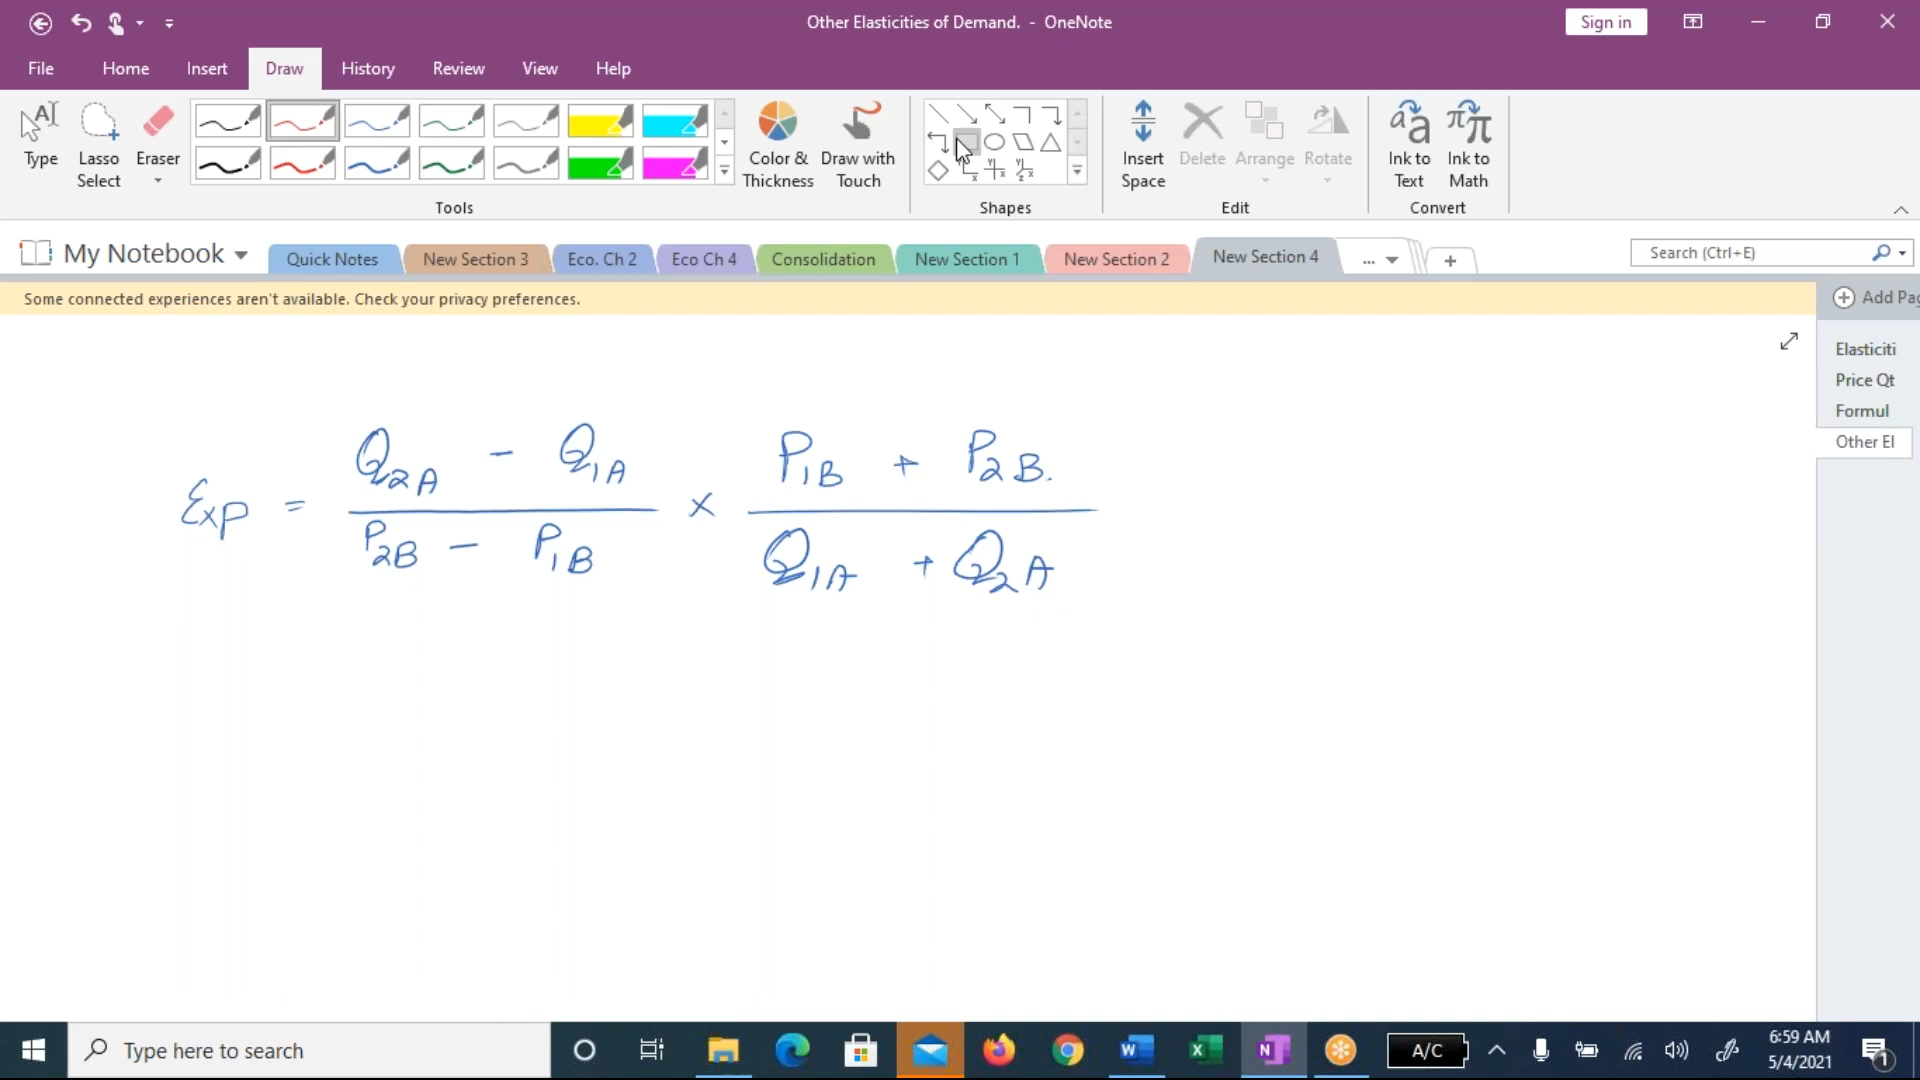 Other Elasticities of Demand. - OneNote
Sign in
File Home Insert Draw History Review View Help
Type
Lasso Select
Eraser
Color & Thickness
Draw with Touch
Insert Space
Delete
Arrange
Rotate
Ink to Text
Ink to Math
Tools
Shapes
Edit
Convert
My Notebook
Quick Notes
New Section 3
Eco. Ch 2
Eco Ch 4
Consolidation
New Section 1
New Section 2
New Section 4
...
Search (Ctrl+E)
Some connected experiences aren't available. Check your privacy preferences.
Add Pag
Elasticiti
Price Qt
Formul
Other El
Q2A - Q1A P1B + P2B.
Exp = ×
P2B - P1B Q1A + Q2A
Type here to search
A/C
6:59 AM
5/4/2021
1